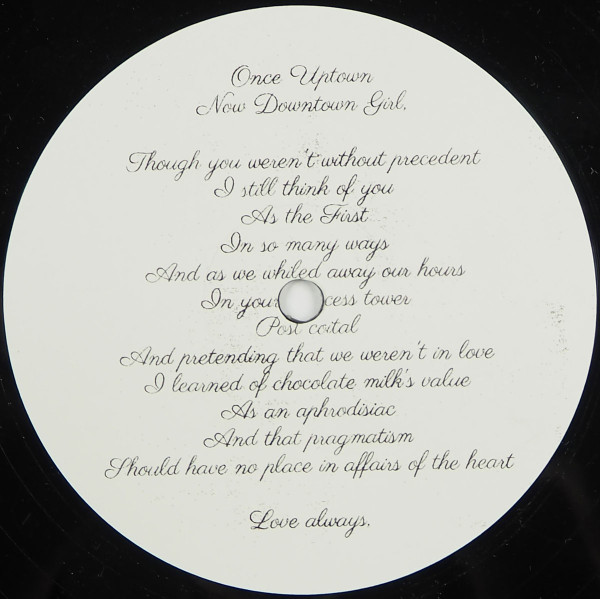 Once Uptown
Now Downtown Girl.
Though you weren't without precedent
I still think of you
As the First
In so many ways
And as we whiled away our hours
In your cess tower
Post coital
And pretending that we weren't in love
I learned of chocolate milk's value
As an aphrodisiac
And that pragmatism
Should have no place in affairs of the heart
Love always,